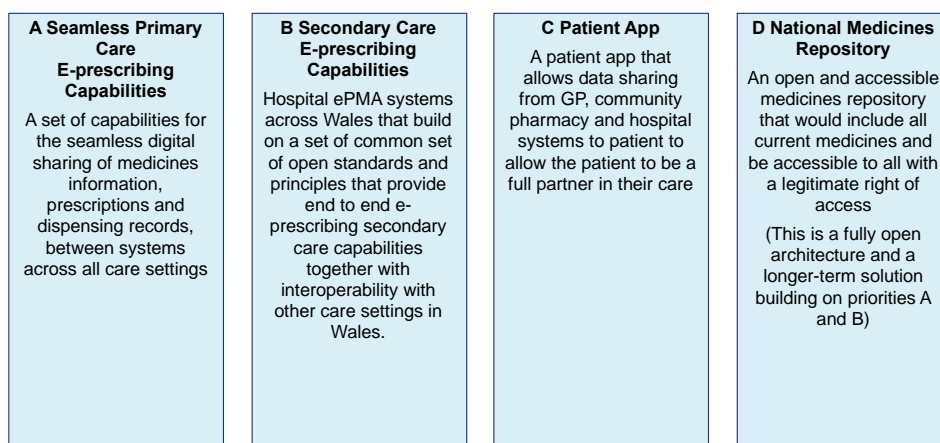 A Seamless Primary
Care
E-prescribing
Capabilities
A set of capabilities for
the seamless digital
sharing of medicines
information,
prescriptions and
dispensing records,
between systems
across all care settings
B Secondary Care
E-prescribing
Capabilities
Hospital ePMA systems
across Wales that build
on a set of common set
of open standards and
principles that provide
end to end e-
prescribing secondary
care capabilities
together with
interoperability with
other care settings in
Wales.
C Patient App
A patient app that
allows data sharing
from GP, community
pharmacy and hospital
systems to patient to
allow the patient to be a
full partner in their care
D National Medicines
Repository
An open and accessible
medicines repository
that would include all
current medicines and
be accessible to all with
a legitimate right of
access
(This is a fully open
architecture and a
longer-term solution
building on priorities A
and B)